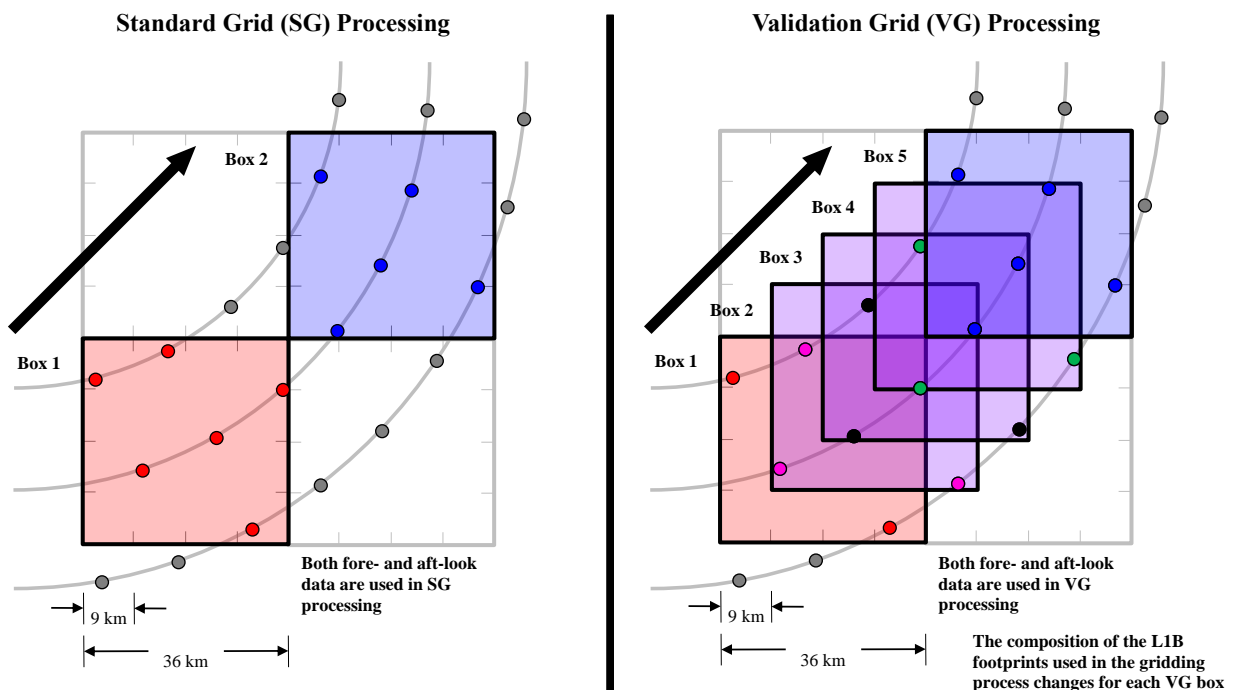 Standard Grid (SG) Processing
Box 2
Box 1
Both fore- and aft-look
data are used in SG
processing
9 km
36 km
Validation Grid (VG) Processing
Box 5
Box 4
Box 3
Box 2
Box 1
Both fore- and aft-look
data are used in VG
processing
9 km
36 km
The composition of the L1B
footprints used in the gridding
process changes for each VG box